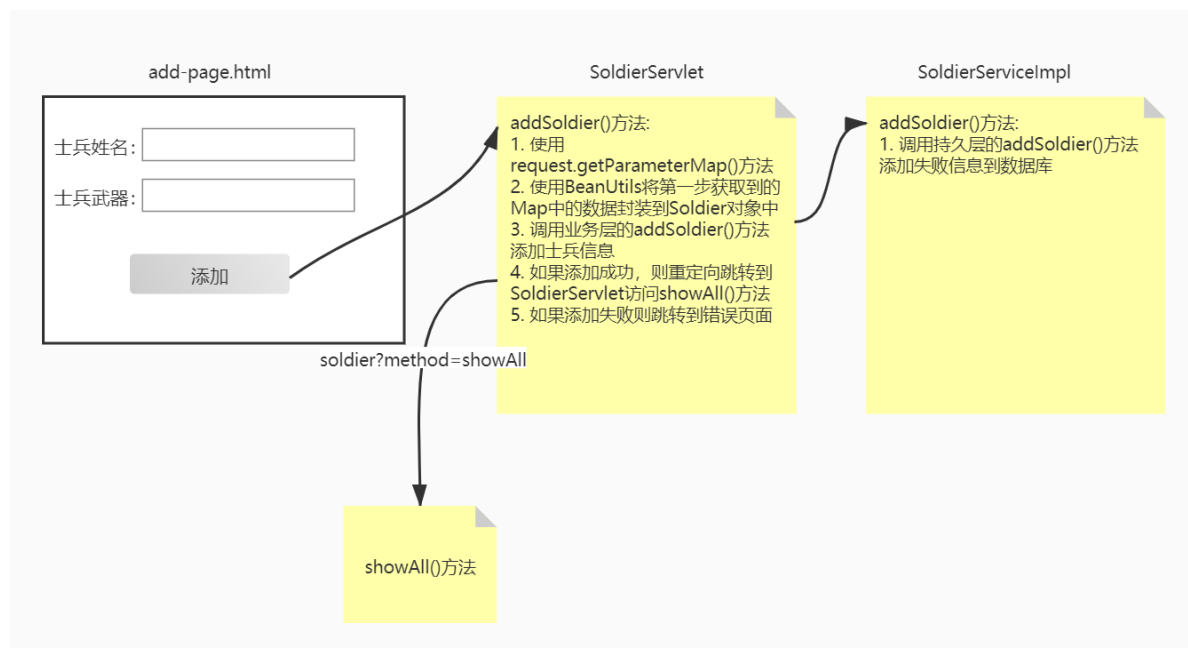 add-page.html
士兵姓名:
士兵武器:
添加
SoldierServlet
addSoldier()方法:
1. 使用
request.getParameterMap()方法
2. 使用BeanUtils将第一步获取到的
Map中的数据封装到Soldier对象中
3. 调用业务层的addSoldier()方法
添加士兵信息
4. 如果添加成功，则重定向跳转到
SoldierServlet访问showAll()方法
5. 如果添加失败则跳转到错误页面
SoldierServiceImpl
addSoldier()方法:
1. 调用持久层的addSoldier()方法
添加失败信息到数据库
soldier?method=showAll
showAll()方法